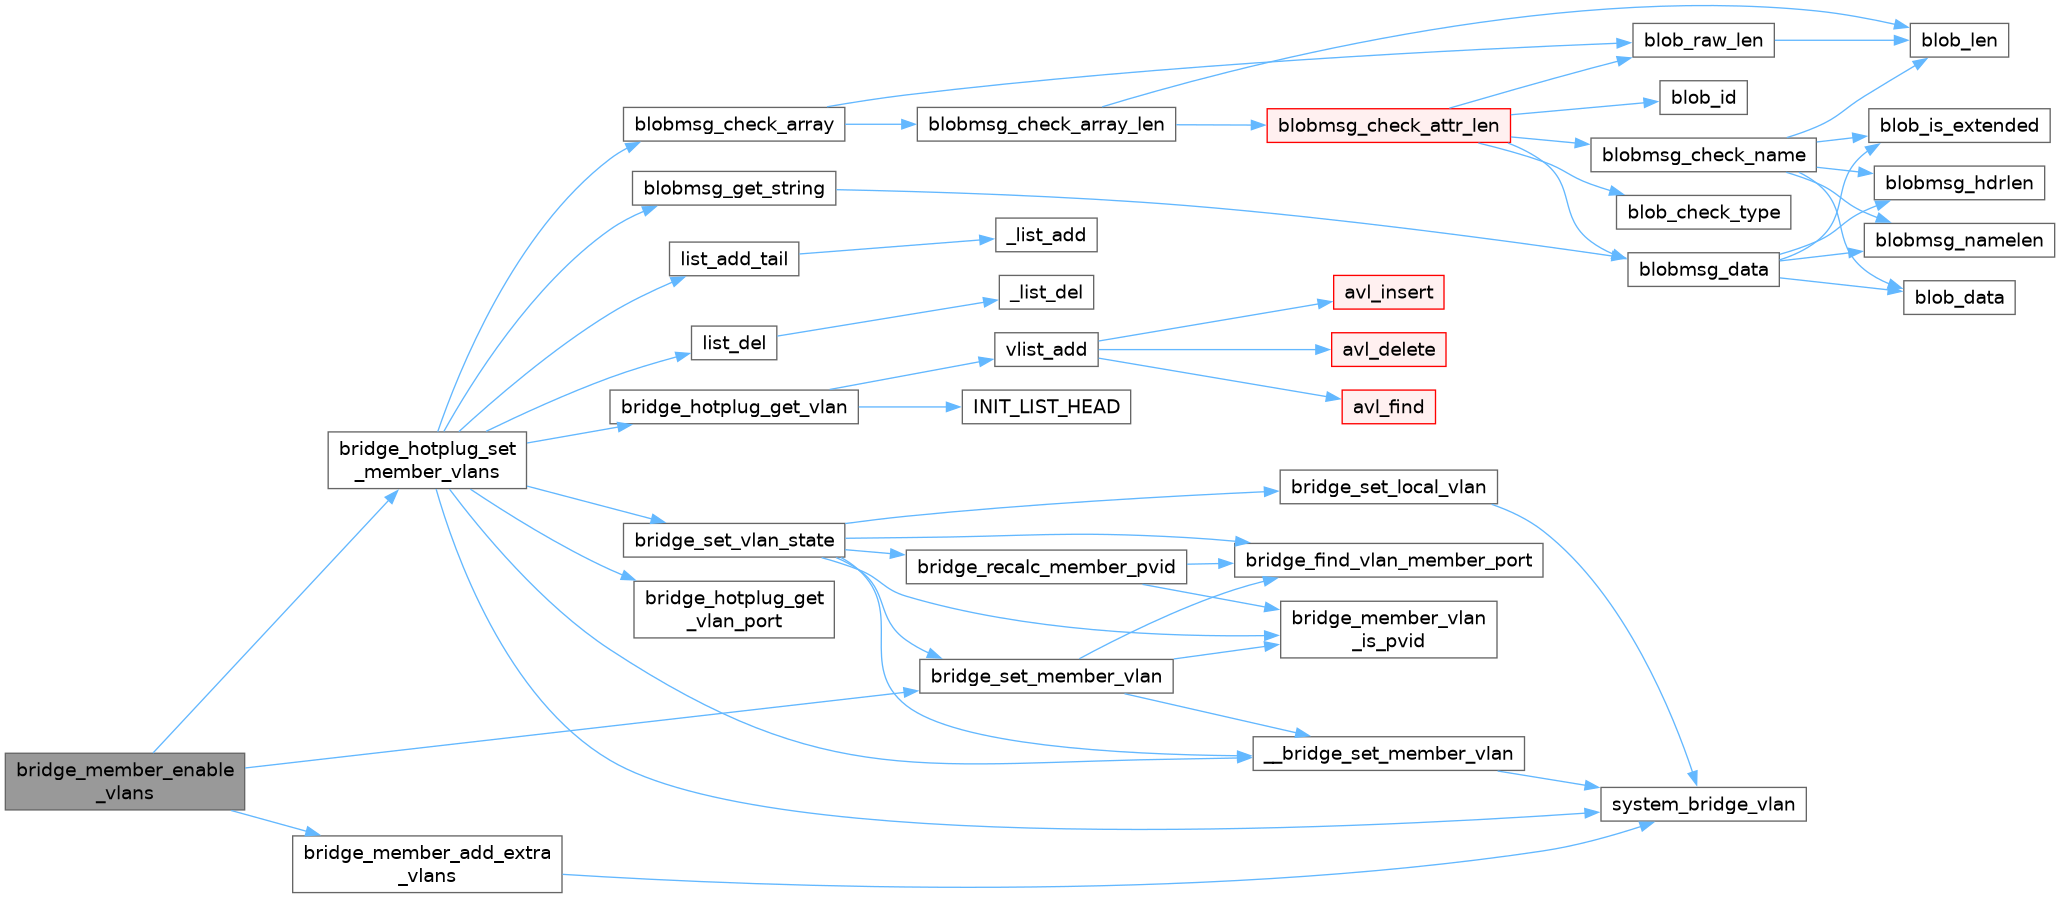 bridge_member_enable
_vlans
bridge_hotplug_set
_member_vlans
bridge_member_add_extra
_vlans
blobmsg_check_array
blobmsg_get_string
list_add_tail
list_del
bridge_hotplug_get_vlan
bridge_set_vlan_state
bridge_hotplug_get
_vlan_port
blobmsg_check_array_len
_list_add
_list_del
vlist_add
INIT_LIST_HEAD
bridge_recalc_member_pvid
bridge_set_member_vlan
blobmsg_check_attr_len
avl_insert
avl_delete
avl_find
bridge_set_local_vlan
bridge_find_vlan_member_port
bridge_member_vlan
_is_pvid
__bridge_set_member_vlan
blob_raw_len
blob_id
blobmsg_check_name
blob_check_type
blobmsg_data
system_bridge_vlan
blob_len
blob_is_extended
blobmsg_hdrlen
blobmsg_namelen
blob_data